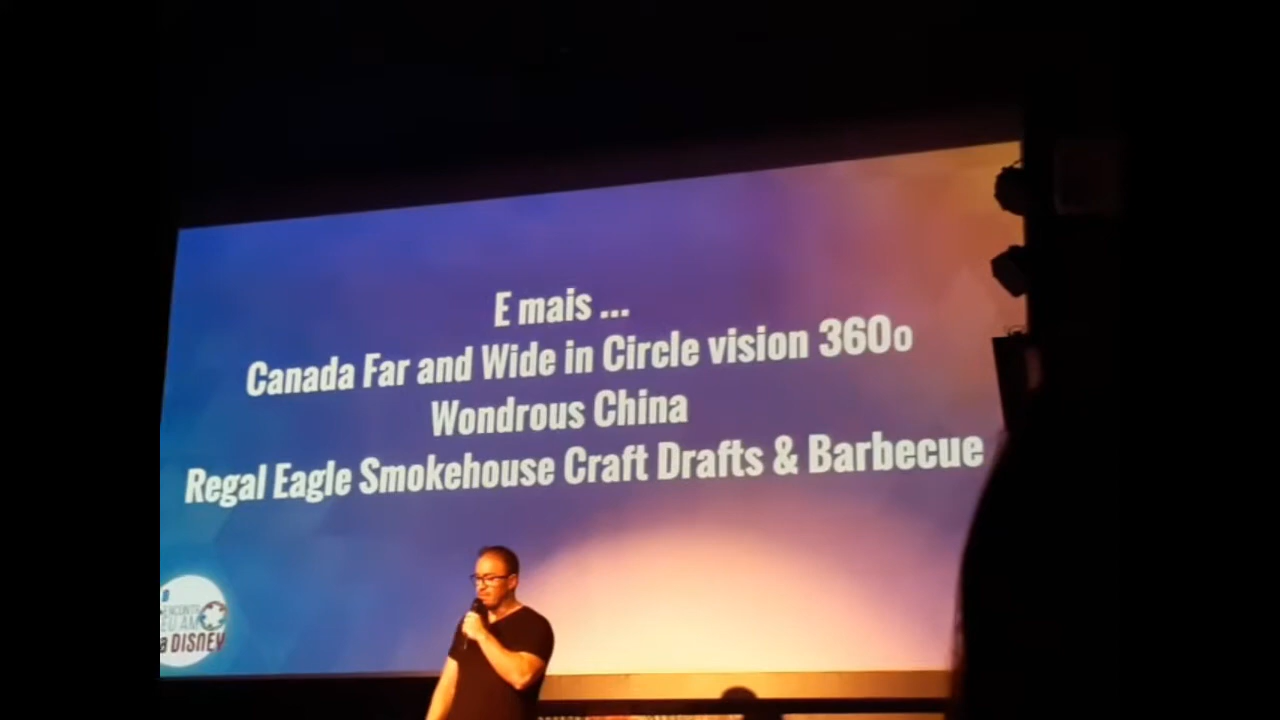 E mais ...
Canada Far and Wide in Circle vision 360o
Wondrous China
Regal Eagle Smokehouse Craft Drafts & Barbecue
DISNEY